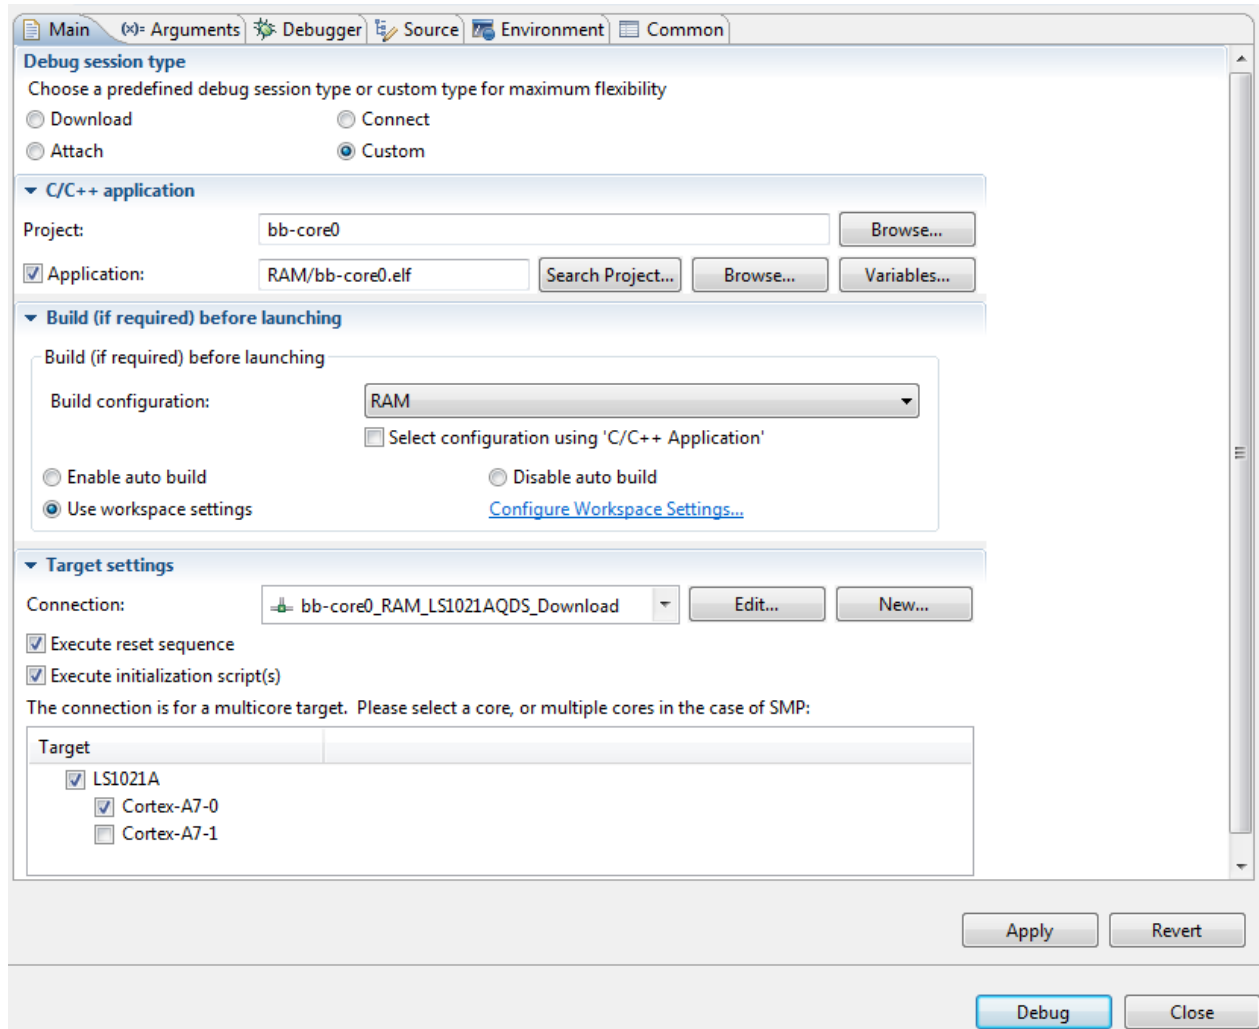 Main (x)= Arguments Debugger Source Environment Common
Debug session type
Choose a predefined debug session type or custom type for maximum flexibility
Download Connect
Attach Custom
C/C++ application
Project: bb-core0 Browse...
Application: RAM/bb-core0.elf Search Project... Browse... Variables...
Build (if required) before launching
Build (if required) before launching
Build configuration: RAM
Select configuration using 'C/C++ Application'
Enable auto build Disable auto build
Use workspace settings Configure Workspace Settings...
Target settings
Connection: bb-core0_RAM_LS1021AQDS_Download Edit... New...
Execute reset sequence
Execute initialization script(s)
The connection is for a multicore target. Please select a core, or multiple cores in the case of SMP:
Target
LS1021A
Cortex-A7-0
Cortex-A7-1
Apply Revert
Debug Close